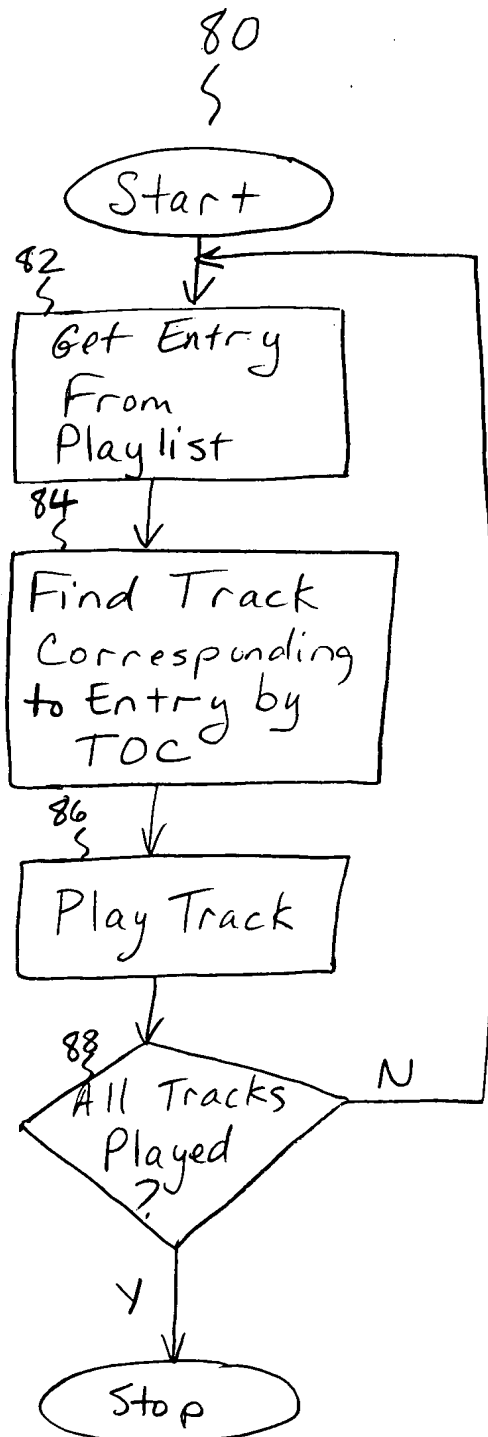 80
Start
82
Get Entry
From
Playlist
84
Find Track
Corresponding
to Entry by
TOC
86
Play Track
88
All Tracks
Played
?
N
Y
Stop